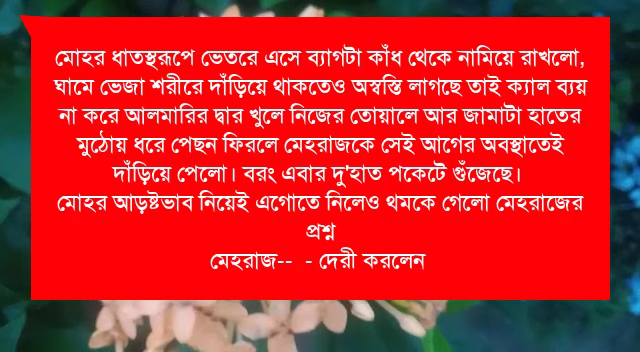 মোহর ধাতস্থরূপে ভেতরে এসে ব্যাগটা কাঁধ থেকে নামিয়ে রাখলো,
ঘামে ভেজা শরীরে দাঁড়িয়ে থাকতেও অস্বস্তি লাগছে তাই ক্যাল ব্যয়
না করে আলমারির দ্বার খুলে নিজের তোয়ালে আর জামাটা হাতের
মুঠোয় ধরে পেছন ফিরলে মেহরাজকে সেই আগের অবস্থাতেই
দাঁড়িয়ে পেলো। বরং এবার দু'হাত পকেটে গুঁজেছে।
মোহর আড়ষ্টভাব নিয়েই এগোতে নিলেও থমকে গেলো মেহরাজের
প্রশ্ন
মেহরাজ-- - দেরী করলেন